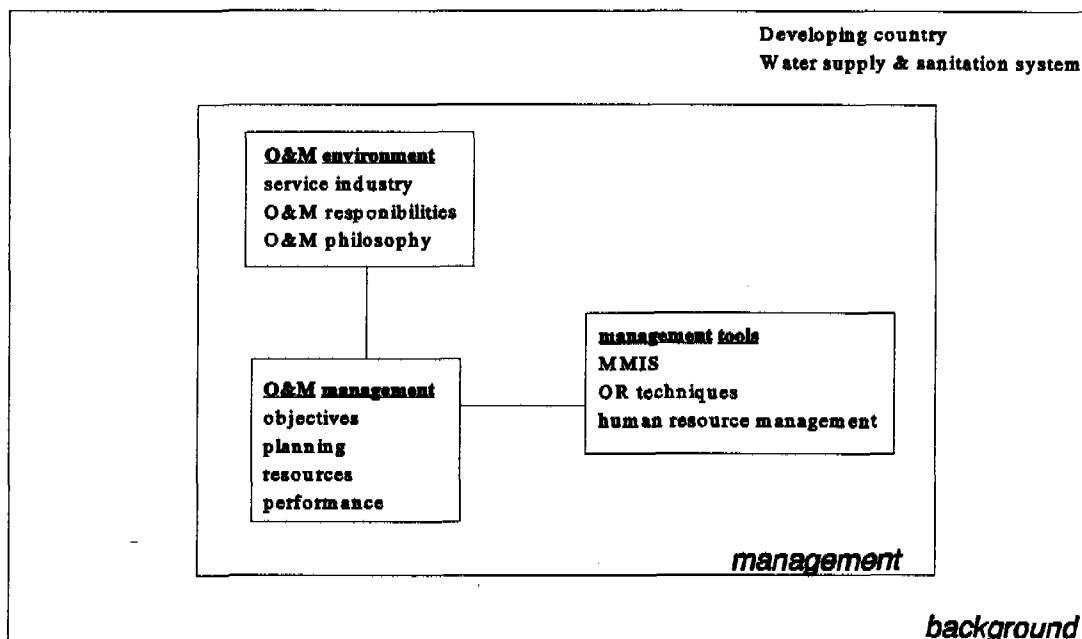 Developing country
Water supply & sanitation system
O&M environment
service industry
O&M responibilities
O&M philosophy
management tools
MMIS
OR techniques
human resource management
O&M management
objectives
planning
resources
performance
management
background